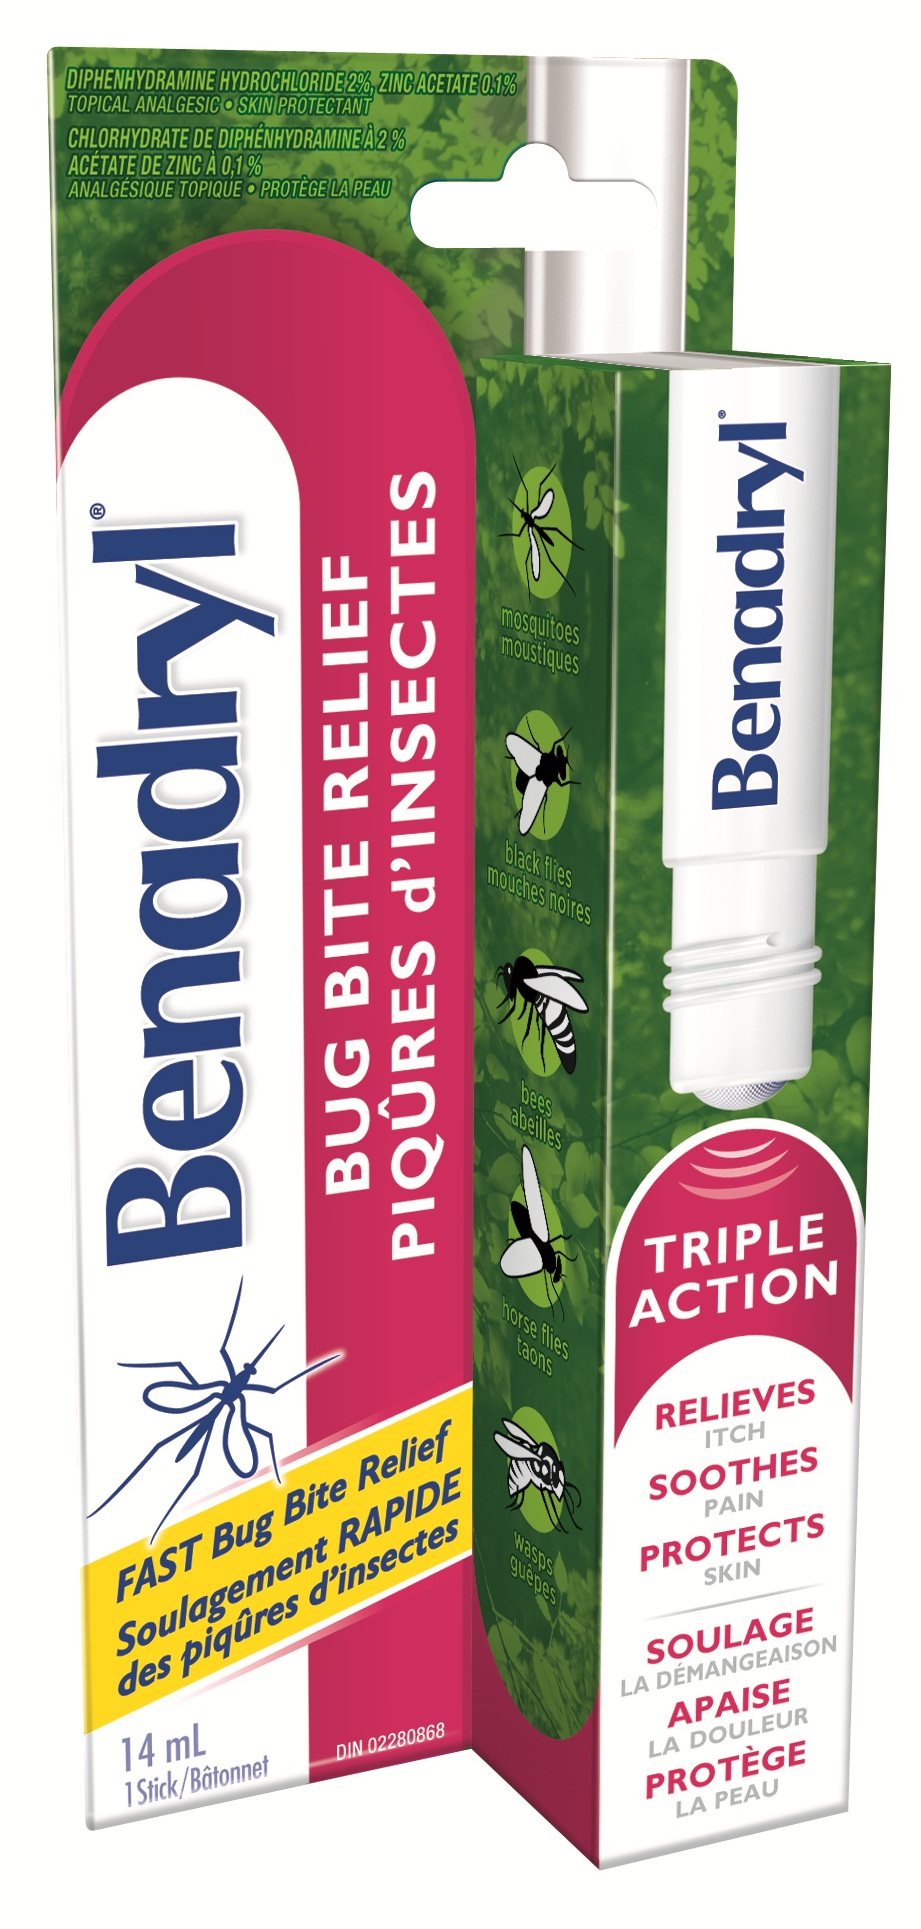 DIPHENHYDRAMINE HYDROCHLORIDE 2%, ZINC ACETATE 0.1%
TOPICAL ANALGESIC • SKIN PROTECTANT
CHLORHYDRATE DE DIPHÉNHYDRAMINE À 2 %
ACÉTATE DE ZINC À 0,1 %
ANALGÉSIQUE TOPIQUE • PROTÈGE LA PEAU
Benadryl®
BUG BITE RELIEF
PIQÛRES d'INSECTES
FAST Bug Bite Relief
Soulagement RAPIDE
des piqûres d'insectes
14 mL
1 Stick/Bâtonnet
DIN 02280868
mosquitoes
moustiques
black flies
mouches noires
bees
abeilles
horse flies
taons
wasps
guêpes
Benadryl®
TRIPLE
ACTION
RELIEVES
ITCH
SOOTHES
PAIN
PROTECTS
SKIN
SOULAGE
LA DÉMANGEAISON
APAISE
LA DOULEUR
PROTÈGE
LA PEAU